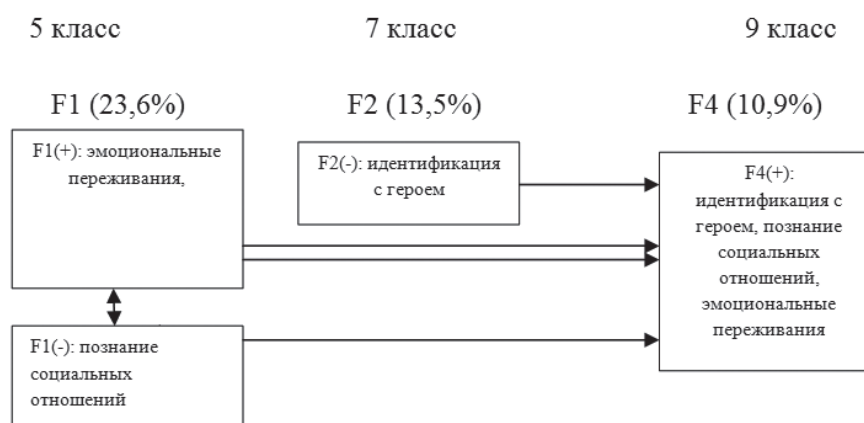 5 класс
7 класс
9 класс
F1 (23,6%)
F2 (13,5%)
F4 (10,9%)
F1(+): эмоциональные
переживания,
F2(-): идентификация
с героем
F4(+):
идентификация с
героем, познание
социальных
отношений,
эмоциональные
переживания
F1(-): познание
социальных
отношений